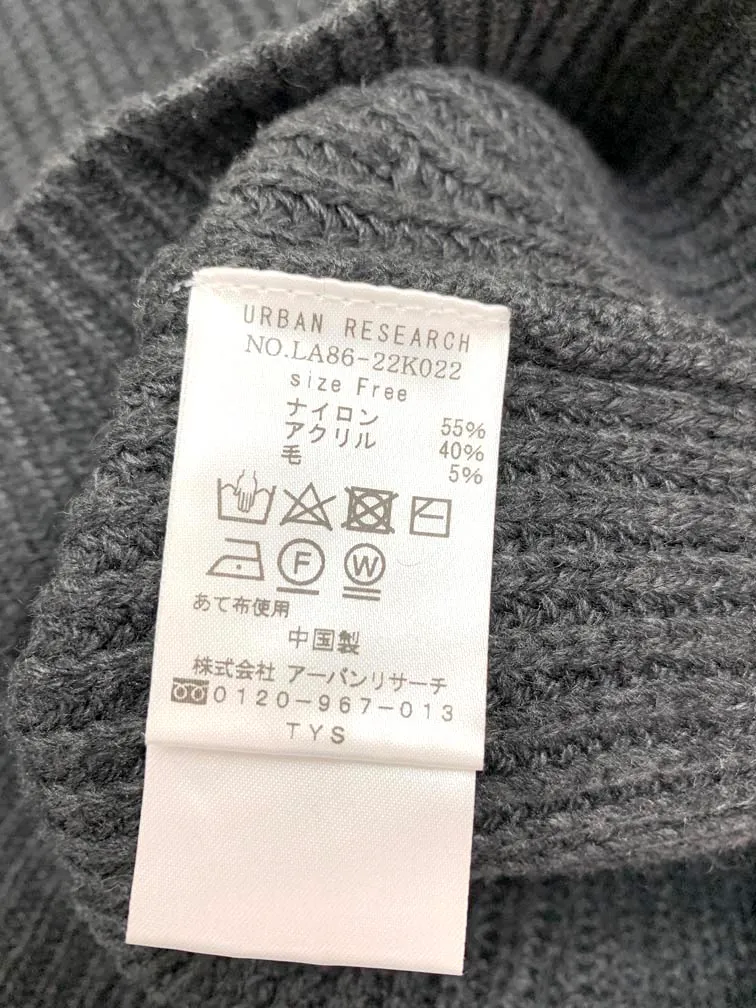 URBAN RESEARCH
NO.LA86-22K022
size Free
ナイロン 55%
アクリル 40%
毛 5%
F W
あて布使用
中国製
株式会社 アーバンリサーチ
0120-967-013
TYS